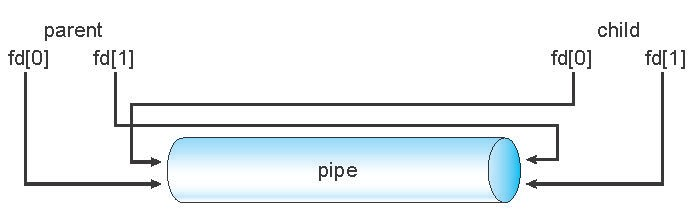 parent child
fd[0] fd[1] fd[0] fd[1]
pipe